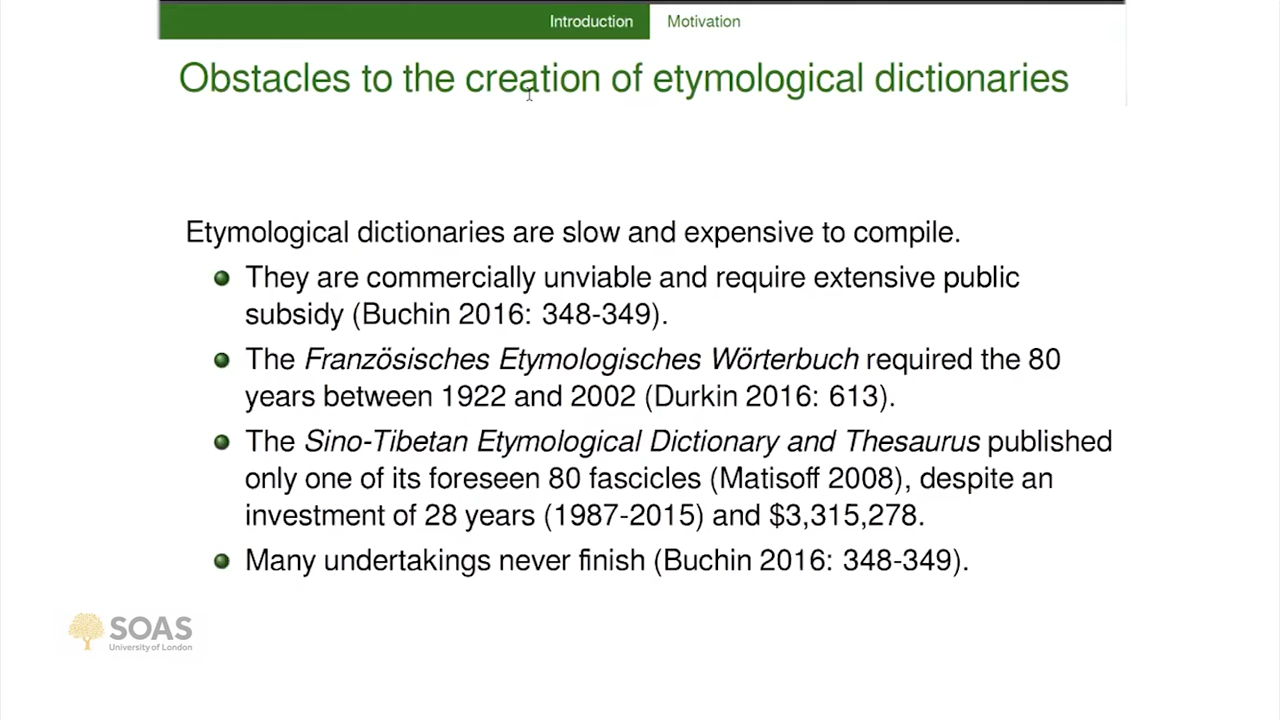 Introduction Motivation
Obstacles to the creation of etymological dictionaries
Etymological dictionaries are slow and expensive to compile.
They are commercially unviable and require extensive public
subsidy (Buchin 2016: 348-349).
The Französisches Etymologisches Wörterbuch required the 80
years between 1922 and 2002 (Durkin 2016: 613).
The Sino-Tibetan Etymological Dictionary and Thesaurus published
only one of its foreseen 80 fascicles (Matisoff 2008), despite an
investment of 28 years (1987-2015) and $3,315,278.
Many undertakings never finish (Buchin 2016: 348-349).
SOAS
University of London